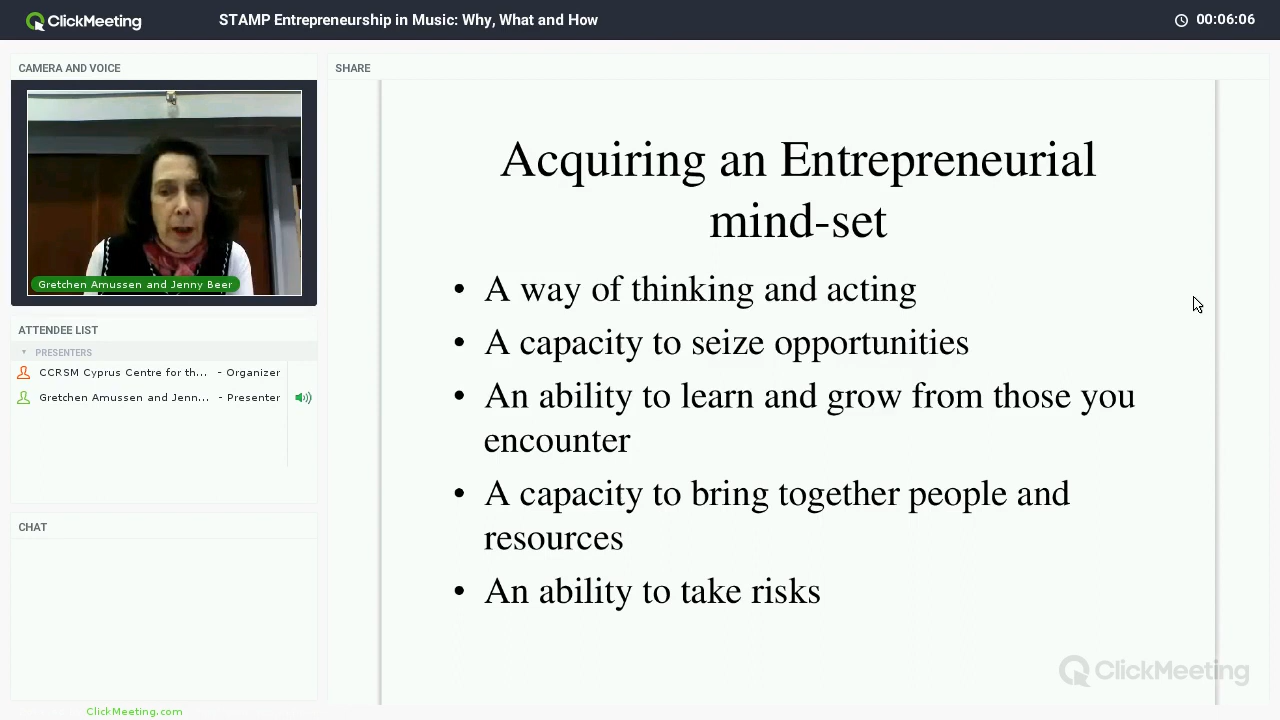 ClickMeeting
STAMP Entrepreneurship in Music: Why, What and How
00:06:06
CAMERA AND VOICE
Gretchen Amussen and Jenny Beer
ATTENDEE LIST
PRESENTERS
CCRSM Cyprus Centre for th... - Organizer
Gretchen Amussen and Jenn... - Presenter
CHAT
ClickMeeting.com
SHARE
Acquiring an Entrepreneurial
mind-set
• A way of thinking and acting
• A capacity to seize opportunities
• An ability to learn and grow from those you
encounter
• A capacity to bring together people and
resources
• An ability to take risks
ClickMeeting